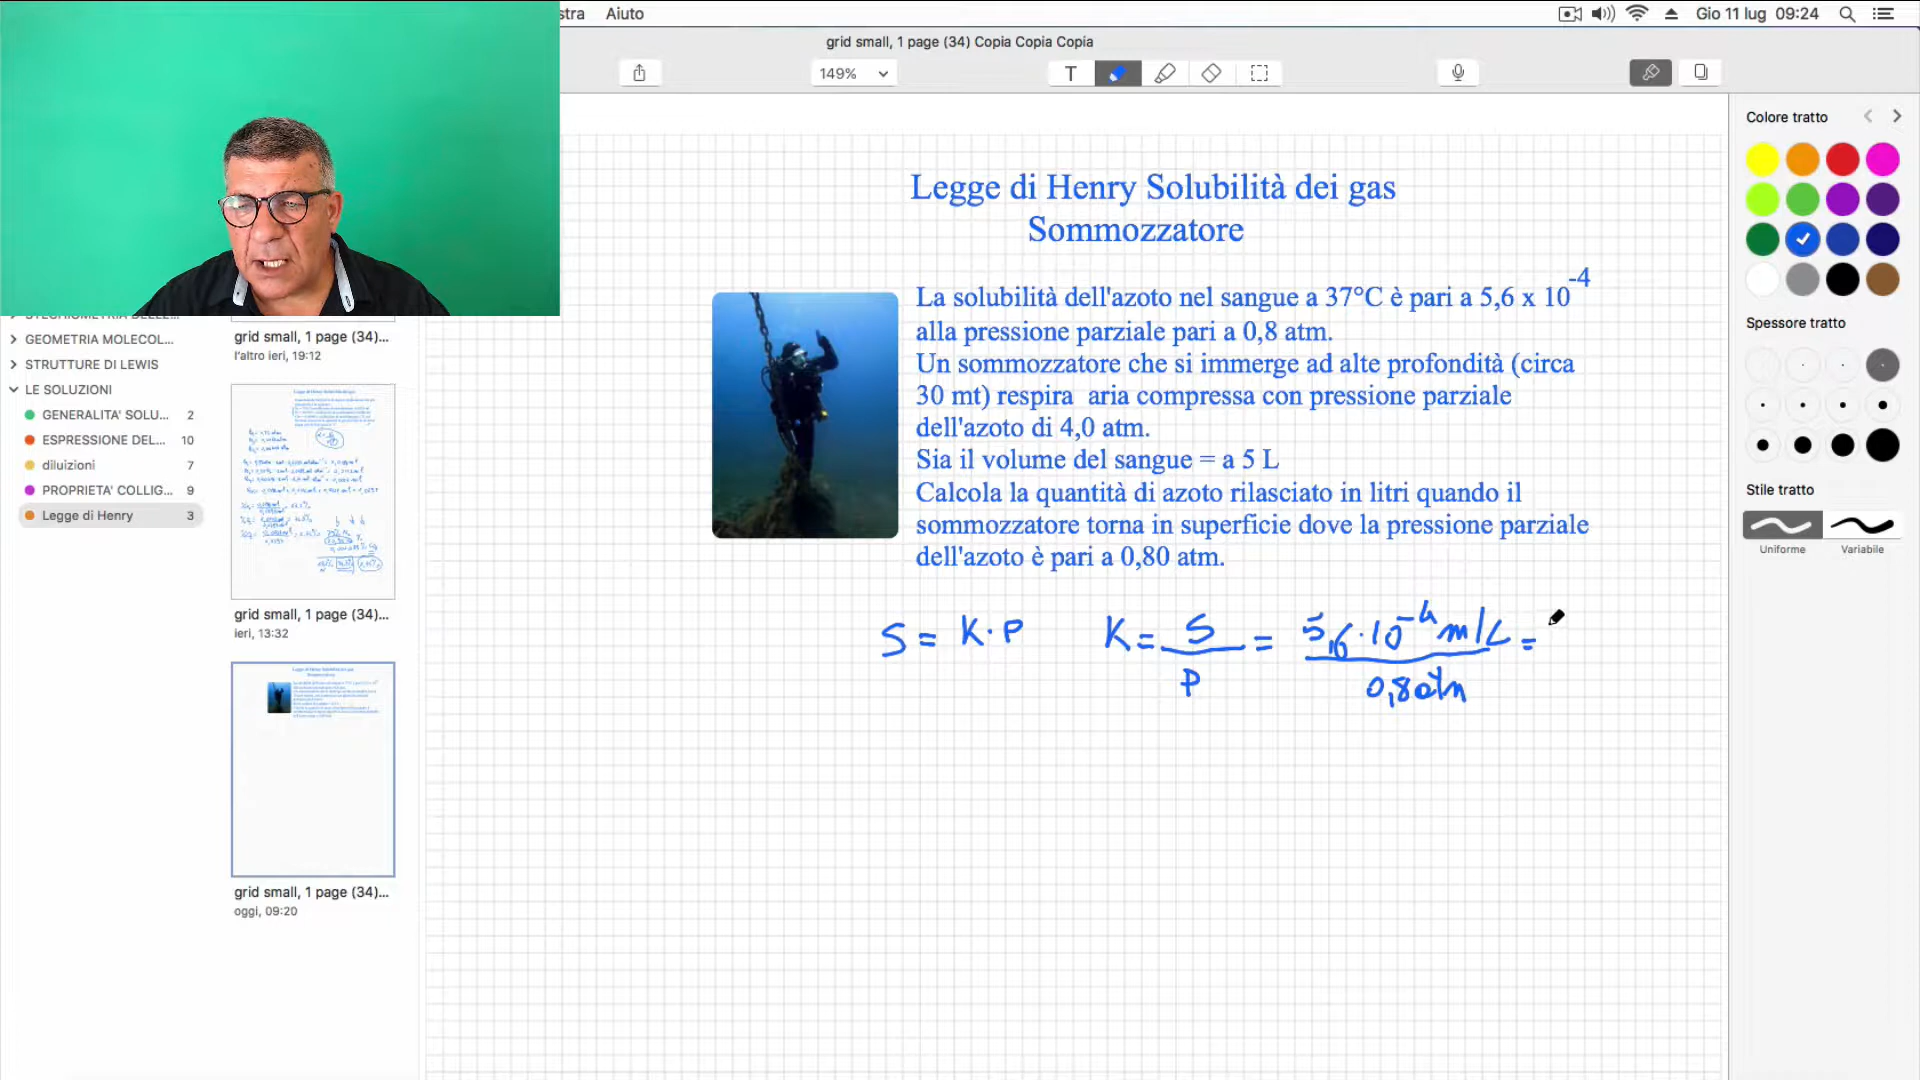 stra Aiuto
Gio 11 lug 09:24
grid small, 1 page (34) Copia Copia Copia
149%
T
GEOMETRIA MOLECOL...
STRUTTURE DI LEWIS
LE SOLUZIONI
GENERALITA' SOLU... 2
ESPRESSIONE DEL... 10
diluizioni 7
PROPRIETA' COLLIG... 9
Legge di Henry 3
grid small, 1 page (34)...
l'altro ieri, 19:12
grid small, 1 page (34)...
ieri, 13:32
grid small, 1 page (34)...
oggi, 09:20
Legge di Henry Solubilità dei gas
Sommozzatore
La solubilità dell'azoto nel sangue a 37°C è pari a 5,6 x 10-4
alla pressione parziale pari a 0,8 atm.
Un sommozzatore che si immerge ad alte profondità (circa
30 mt) respira aria compressa con pressione parziale
dell'azoto di 4,0 atm.
Sia il volume del sangue = a 5 L
Calcola la quantità di azoto rilasciato in litri quando il
sommozzatore torna in superficie dove la pressione parziale
dell'azoto è pari a 0,80 atm.
S = K · P K = S / P = 5,6 · 10-4 m/L / 0,8 atm =
Colore tratto
Spessore tratto
Stile tratto
Uniforme Variabile